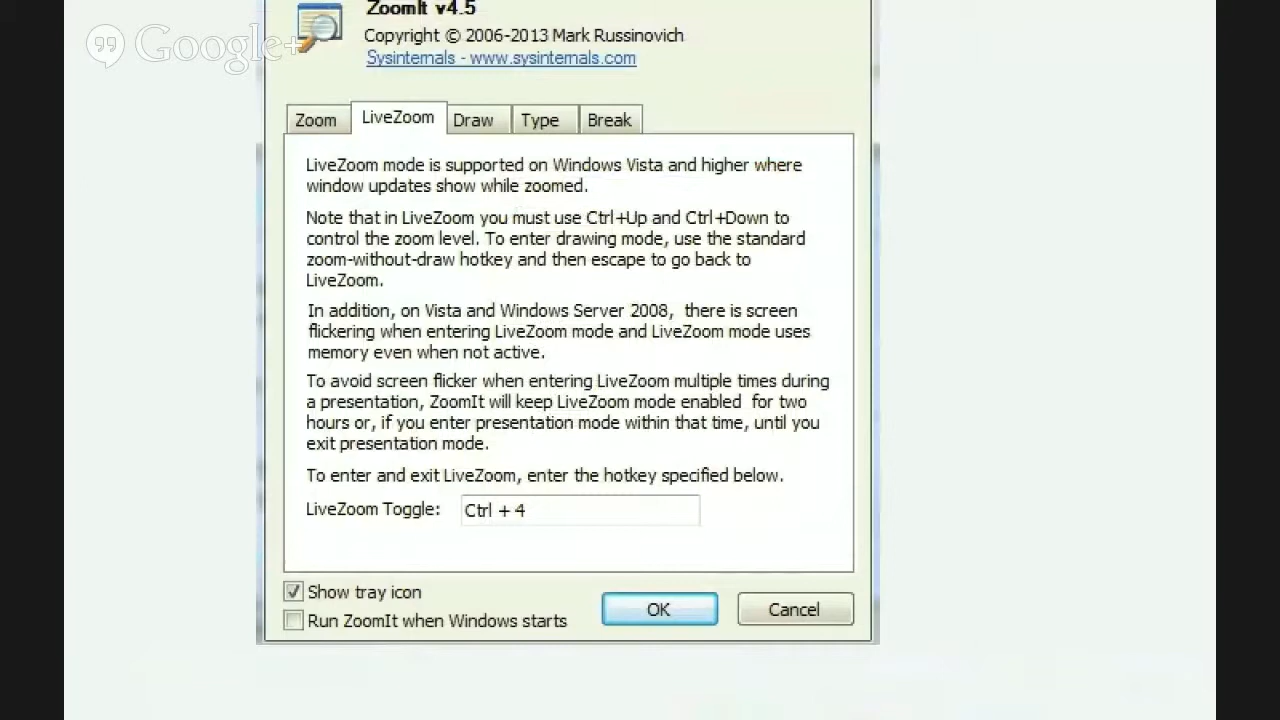 ZoomIt v4.5
Google+
Copyright © 2006-2013 Mark Russinovich
Sysinternals - www.sysinternals.com
Zoom
LiveZoom
Draw
Type
Break
LiveZoom mode is supported on Windows Vista and higher where
window updates show while zoomed.
Note that in LiveZoom you must use Ctrl+Up and Ctrl+Down to
control the zoom level. To enter drawing mode, use the standard
zoom-without-draw hotkey and then escape to go back to
LiveZoom.
In addition, on Vista and Windows Server 2008, there is screen
flickering when entering LiveZoom mode and LiveZoom mode uses
memory even when not active.
To avoid screen flicker when entering LiveZoom multiple times during
a presentation, ZoomIt will keep LiveZoom mode enabled for two
hours or, if you enter presentation mode within that time, until you
exit presentation mode.
To enter and exit LiveZoom, enter the hotkey specified below.
LiveZoom Toggle: Ctrl + 4
Show tray icon
Run ZoomIt when Windows starts
OK
Cancel